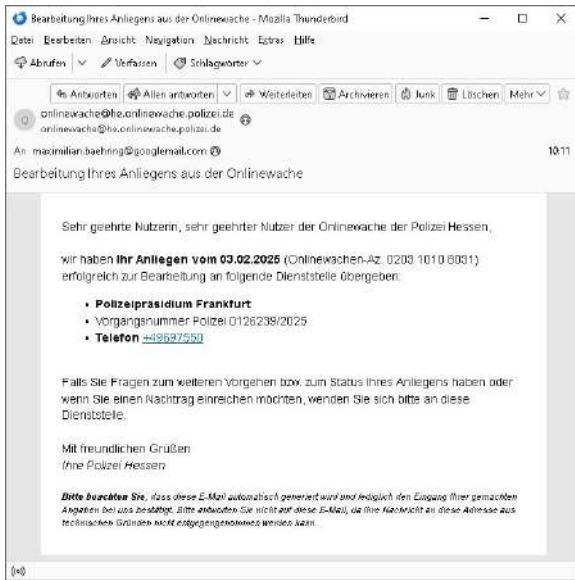 Bearbeitung Ihres Anliegens aus der Onlinewache - Mozilla Thunderbird
Datei Bearbeiten Ansicht Navigation Nachricht Extras Hilfe
Abrufen Verfassen Schlagwörter
Antworten Allen antworten Weiterleiten Archivieren Junk Löschen Mehr
onlinewache@he.onlinewache.polizei.de
onlinewache@he.onlinewache.polizei.de
An maximilian.baehring@googlemail.com 10:11
Bearbeitung Ihres Anliegens aus der Onlinewache
Sehr geehrte Nutzerin, sehr geehrter Nutzer der Onlinewache der Polizei Hessen,
wir haben Ihr Anliegen vom 03.02.2025 (Onlinewachen-Az. 0203 1010 6031)
erfolgreich zur Bearbeitung an folgende Dienststelle übergeben:
• Polizeipräsidium Frankfurt
• Vorgangsnummer Polizei 0126239/2025
• Telefon +49697550
Falls Sie Fragen zum weiteren Vorgehen bzw. zum Status Ihres Anliegens haben oder
wenn Sie einen Nachtrag einreichen möchten, wenden Sie sich bitte an diese
Dienststelle.
Mit freundlichen Grüßen
Ihre Polizei Hessen
Bitte beachten Sie, dass diese E-Mail automatisch generiert wird und lediglich den Eingang Ihrer gemachten
Angaben bei uns bestätigt. Bitte antworten Sie nicht auf diese E-Mail, da Ihre Nachricht an diese Adresse aus
technischen Gründen nicht entgegengenommen werden kann.